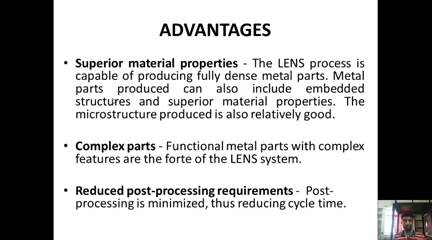 ADVANTAGES
• Superior material properties - The LENS process is
capable of producing fully dense metal parts. Metal
parts produced can also include embedded
structures and superior material properties. The
microstructure produced is also relatively good.
• Complex parts - Functional metal parts with complex
features are the forte of the LENS system.
• Reduced post-processing requirements - Post-
processing is minimized, thus reducing cycle time.